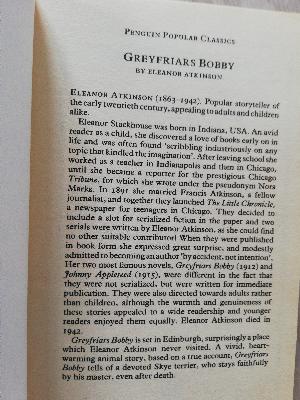 PENGUIN POPULAR CLASSICS
GREYFRIARS BOBBY
BY ELEANOR ATKINSON
ELEANOR ATKINSON (1863–1942). Popular storyteller of
the early twentieth century, appealing to adults and children
alike.
Eleanor Stackhouse was born in Indiana, USA. An avid
reader as a child, she discovered a love of books early on in
life and was often found 'scribbling industriously on any
topic that kindled the imagination'. After leaving school she
worked as a teacher in Indianapolis and then in Chicago,
until she became a reporter for the prestigious Chicago
Tribune, for which she wrote under the pseudonym Nora
Marks. In 1891 she married Francis Atkinson, a fellow
journalist, and together they launched The Little Chronicle,
a newspaper for teenagers in Chicago. They decided to
include a slot for serialized fiction in the paper and two
serials were written by Eleanor Atkinson, as she could find
no other suitable contributor! When they were published
in book form she expressed great surprise, and modestly
admitted to becoming an author 'by accident, not intention'.
Her two most famous novels, Greyfriars Bobby (1912) and
Johnny Appleseed (1915), were different in the fact that
they were not serialized, but were written for immediate
publication. They were also directed towards adults rather
than children, although the warmth and genuineness of
these stories appealed to a wide readership and younger
readers enjoyed them equally. Eleanor Atkinson died in
1942.
Greyfriars Bobby is set in Edinburgh, surprisingly a place
which Eleanor Atkinson never visited. A vivid, heart-
warming animal story, based on a true account, Greyfriars
Bobby tells of a devoted Skye terrier, who stays faithfully
by his master, even after death.